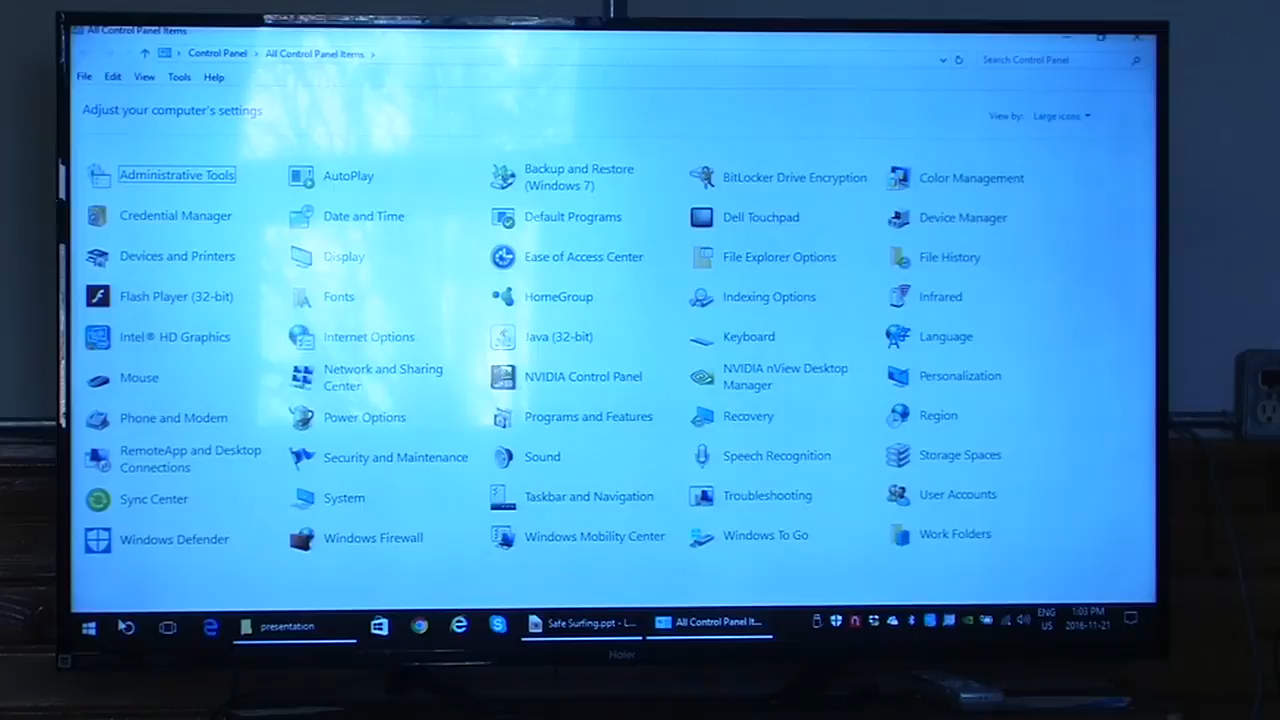 All Control Panel Items
Control Panel > All Control Panel Items >
Search Control Panel
File Edit View Tools Help
Adjust your computer's settings
View by: Large icons
Administrative Tools
AutoPlay
Backup and Restore
(Windows 7)
BitLocker Drive Encryption
Color Management
Credential Manager
Date and Time
Default Programs
Dell Touchpad
Device Manager
Devices and Printers
Display
Ease of Access Center
File Explorer Options
File History
Flash Player (32-bit)
Fonts
HomeGroup
Indexing Options
Infrared
Intel® HD Graphics
Internet Options
Java (32-bit)
Keyboard
Language
Mouse
Network and Sharing
Center
NVIDIA Control Panel
NVIDIA nView Desktop
Manager
Personalization
Phone and Modem
Power Options
Programs and Features
Recovery
Region
RemoteApp and Desktop
Connections
Security and Maintenance
Sound
Speech Recognition
Storage Spaces
Sync Center
System
Taskbar and Navigation
Troubleshooting
User Accounts
Windows Defender
Windows Firewall
Windows Mobility Center
Windows To Go
Work Folders
presentation
Safe Surfing.ppt - L...
All Control Panel It...
ENG
US
1:03 PM
2016-11-21
Haier